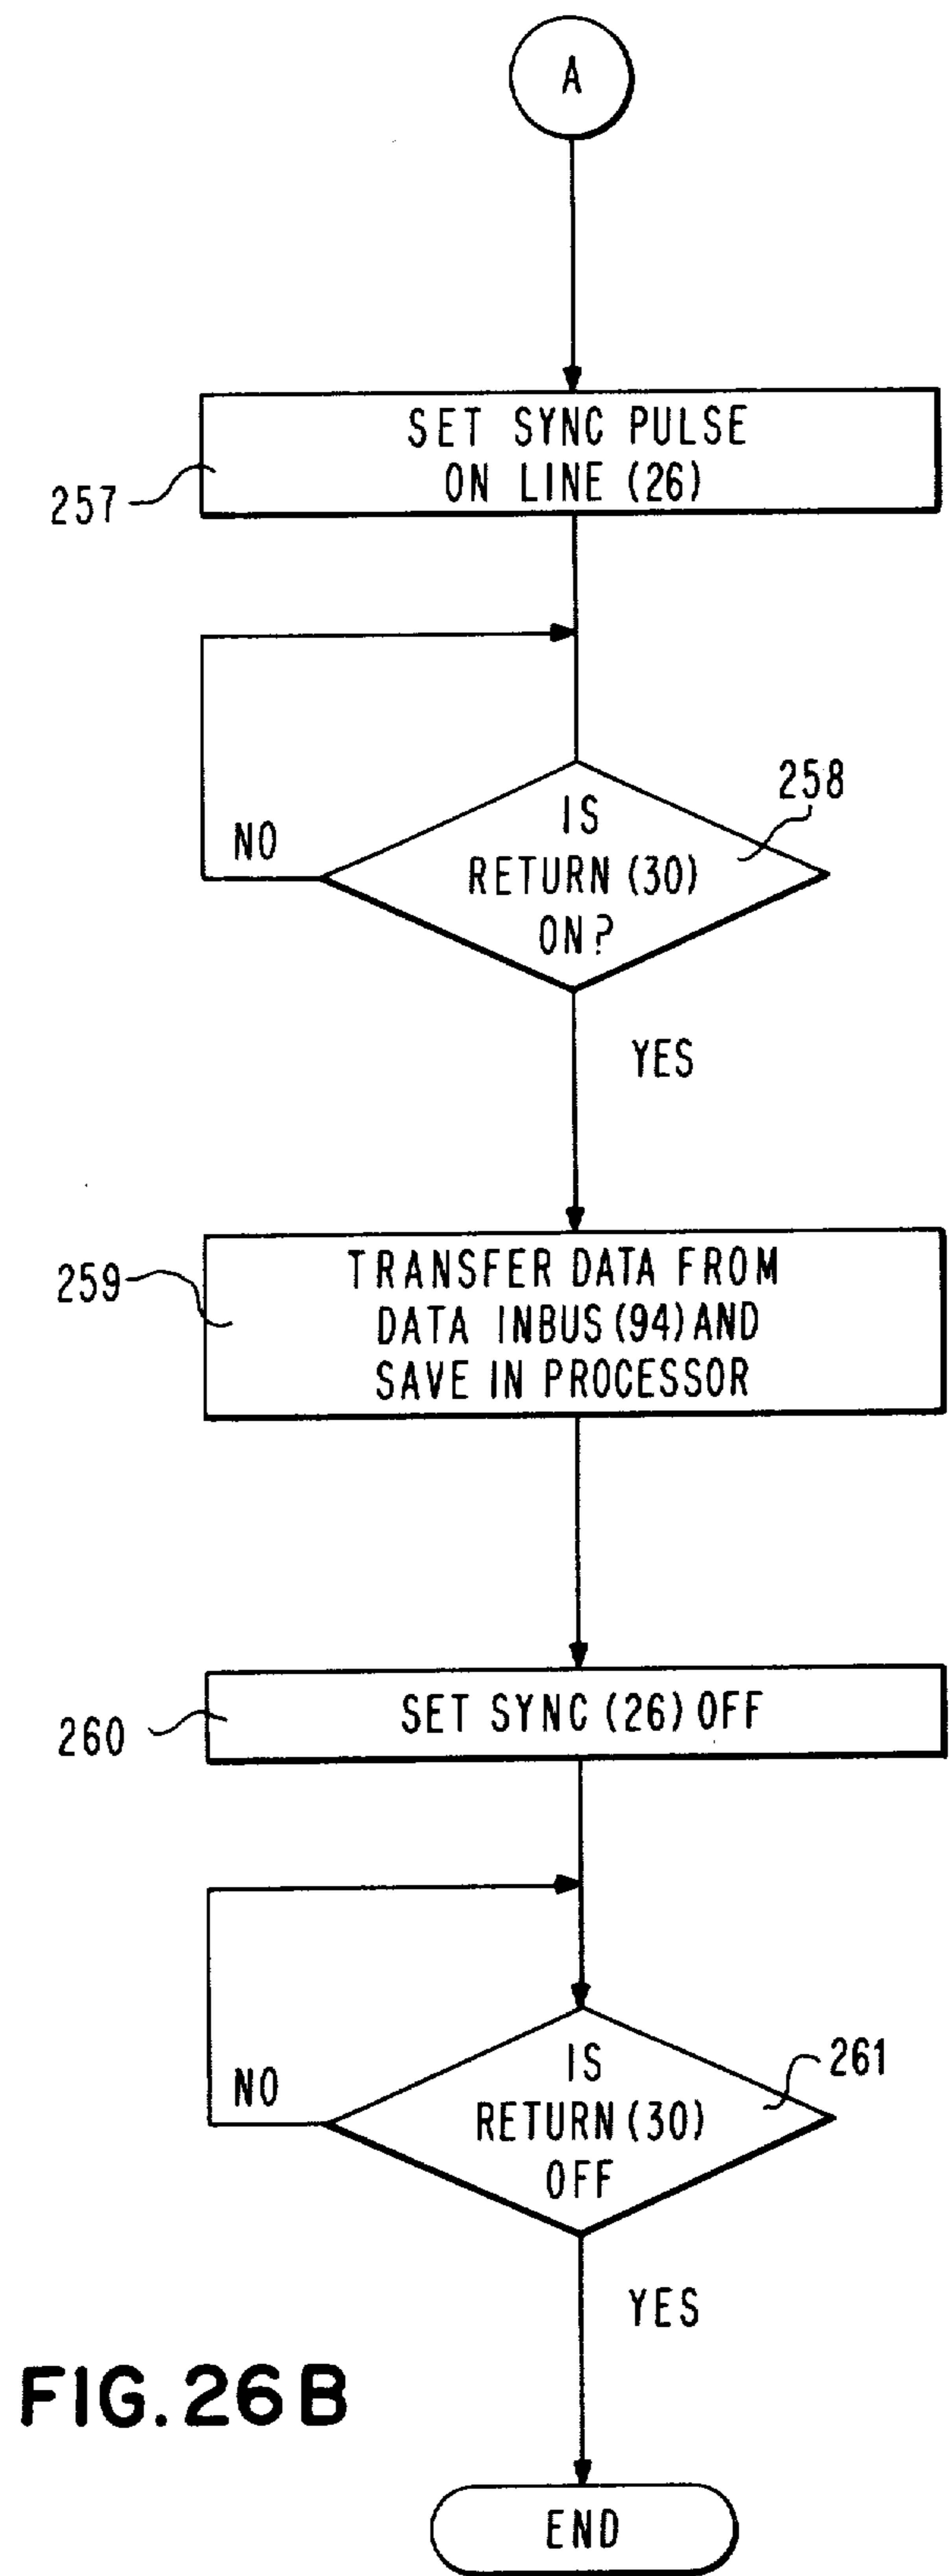 A
SET SYNC PULSE
ON LINE (26)
257
258
IS
RETURN (30)
ON?
NO
YES
259
TRANSFER DATA FROM
DATA INBUS (94) AND
SAVE IN PROCESSOR
260
SET SYNC (26) OFF
261
IS
RETURN (30)
OFF
NO
YES
FIG. 26B
END